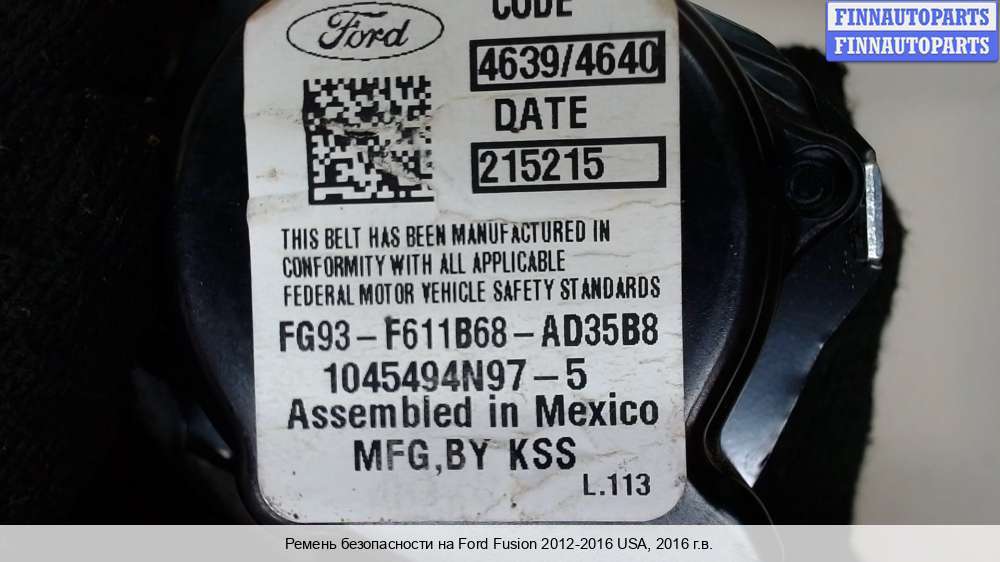 FINNAUTOPARTS
FINNAUTOPARTS
CODE
Ford
4639/4640
DATE
215215
THIS BELT HAS BEEN MANUFACTURED IN
CONFORMITY WITH ALL APPLICABLE
FEDERAL MOTOR VEHICLE SAFETY STANDARDS
FG93-F611B68-AD35B8
1045494N97-5
Assembled in Mexico
MFG,BY KSS
L.113
Ремень безопасности на Ford Fusion 2012-2016 USA, 2016 г.в.